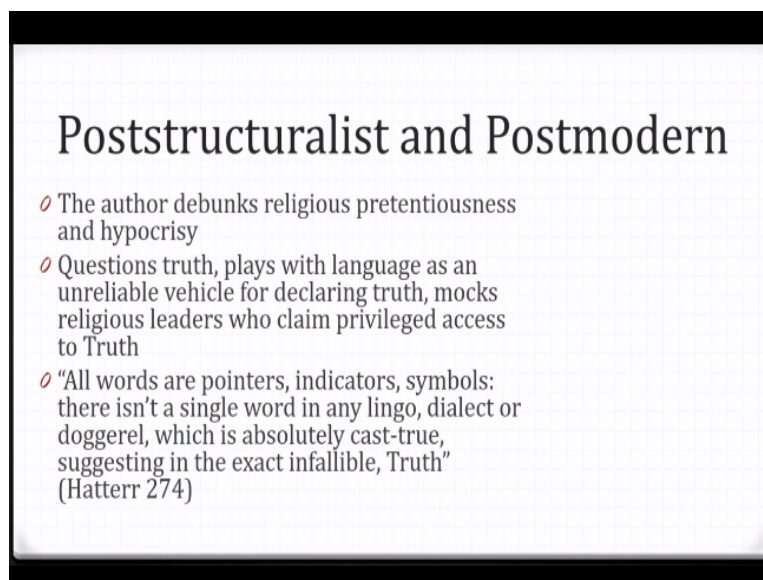 Poststructuralist and Postmodern
The author debunks religious pretentiousness
and hypocrisy
Questions truth, plays with language as an
unreliable vehicle for declaring truth, mocks
religious leaders who claim privileged access
to Truth
“All words are pointers, indicators, symbols:
there isn’t a single word in any lingo, dialect or
doggerel, which is absolutely cast-true,
suggesting in the exact infallible, Truth”
(Hatterr 274)